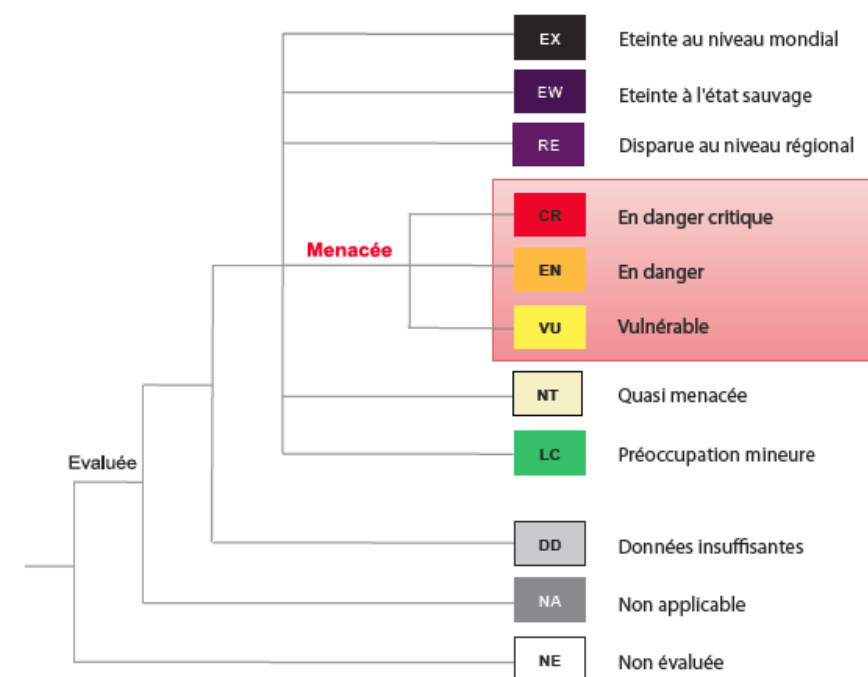 EX Eteinte au niveau mondial
EW Eteinte à l'état sauvage
RE Disparue au niveau régional
CR En danger critique
Menacée
EN En danger
VU Vulnérable
NT Quasi menacée
LC Préoccupation mineure
Evaluée
DD Données insuffisantes
NA Non applicable
NE Non évaluée